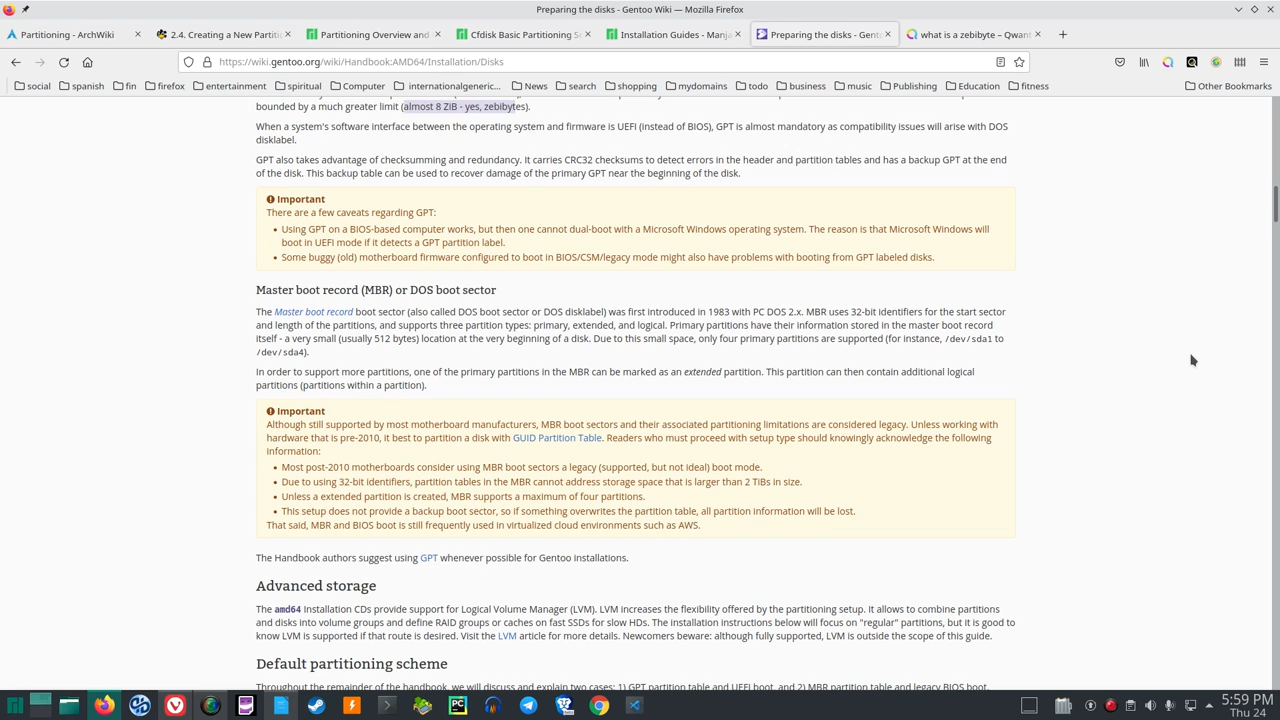 Preparing the disks - Gentoo Wiki — Mozilla Firefox
Partitioning - ArchWiki
2.4. Creating a New Partiti
Partitioning Overview and
Cfdisk Basic Partitioning S
Installation Guides - Manja
Preparing the disks - Gento
what is a zebibyte – Qwant
https://wiki.gentoo.org/wiki/Handbook:AMD64/Installation/Disks
social
spanish
fin
firefox
entertainment
spiritual
Computer
internationalgeneric...
News
search
shopping
mydomains
todo
business
music
Publishing
Education
fitness
Other Bookmarks
bounded by a much greater limit (almost 8 ZiB - yes, zebibytes).
When a system's software interface between the operating system and firmware is UEFI (instead of BIOS), GPT is almost mandatory as compatibility issues will arise with DOS
disklabel.
GPT also takes advantage of checksumming and redundancy. It carries CRC32 checksums to detect errors in the header and partition tables and has a backup GPT at the end
of the disk. This backup table can be used to recover damage of the primary GPT near the beginning of the disk.
Important
There are a few caveats regarding GPT:
• Using GPT on a BIOS-based computer works, but then one cannot dual-boot with a Microsoft Windows operating system. The reason is that Microsoft Windows will
boot in UEFI mode if it detects a GPT partition label.
• Some buggy (old) motherboard firmware configured to boot in BIOS/CSM/legacy mode might also have problems with booting from GPT labeled disks.
Master boot record (MBR) or DOS boot sector
The Master boot record boot sector (also called DOS boot sector or DOS disklabel) was first introduced in 1983 with PC DOS 2.x. MBR uses 32-bit identifiers for the start sector
and length of the partitions, and supports three partition types: primary, extended, and logical. Primary partitions have their information stored in the master boot record
itself - a very small (usually 512 bytes) location at the very beginning of a disk. Due to this small space, only four primary partitions are supported (for instance, /dev/sda1 to
/dev/sda4).
In order to support more partitions, one of the primary partitions in the MBR can be marked as an extended partition. This partition can then contain additional logical
partitions (partitions within a partition).
Important
Although still supported by most motherboard manufacturers, MBR boot sectors and their associated partitioning limitations are considered legacy. Unless working with
hardware that is pre-2010, it best to partition a disk with GUID Partition Table. Readers who must proceed with setup type should knowingly acknowledge the following
information:
• Most post-2010 motherboards consider using MBR boot sectors a legacy (supported, but not ideal) boot mode.
• Due to using 32-bit identifiers, partition tables in the MBR cannot address storage space that is larger than 2 TiBs in size.
• Unless a extended partition is created, MBR supports a maximum of four partitions.
• This setup does not provide a backup boot sector, so if something overwrites the partition table, all partition information will be lost.
That said, MBR and BIOS boot is still frequently used in virtualized cloud environments such as AWS.
The Handbook authors suggest using GPT whenever possible for Gentoo installations.
Advanced storage
The amd64 Installation CDs provide support for Logical Volume Manager (LVM). LVM increases the flexibility offered by the partitioning setup. It allows to combine partitions
and disks into volume groups and define RAID groups or caches on fast SSDs for slow HDs. The installation instructions below will focus on "regular" partitions, but it is good to
know LVM is supported if that route is desired. Visit the LVM article for more details. Newcomers beware: although fully supported, LVM is outside the scope of this guide.
Default partitioning scheme
Throughout the remainder of the handbook, we will discuss and explain two cases: 1) GPT partition table and UEFI boot, and 2) MBR partition table and legacy BIOS boot.
5:59 PM
Thu 24